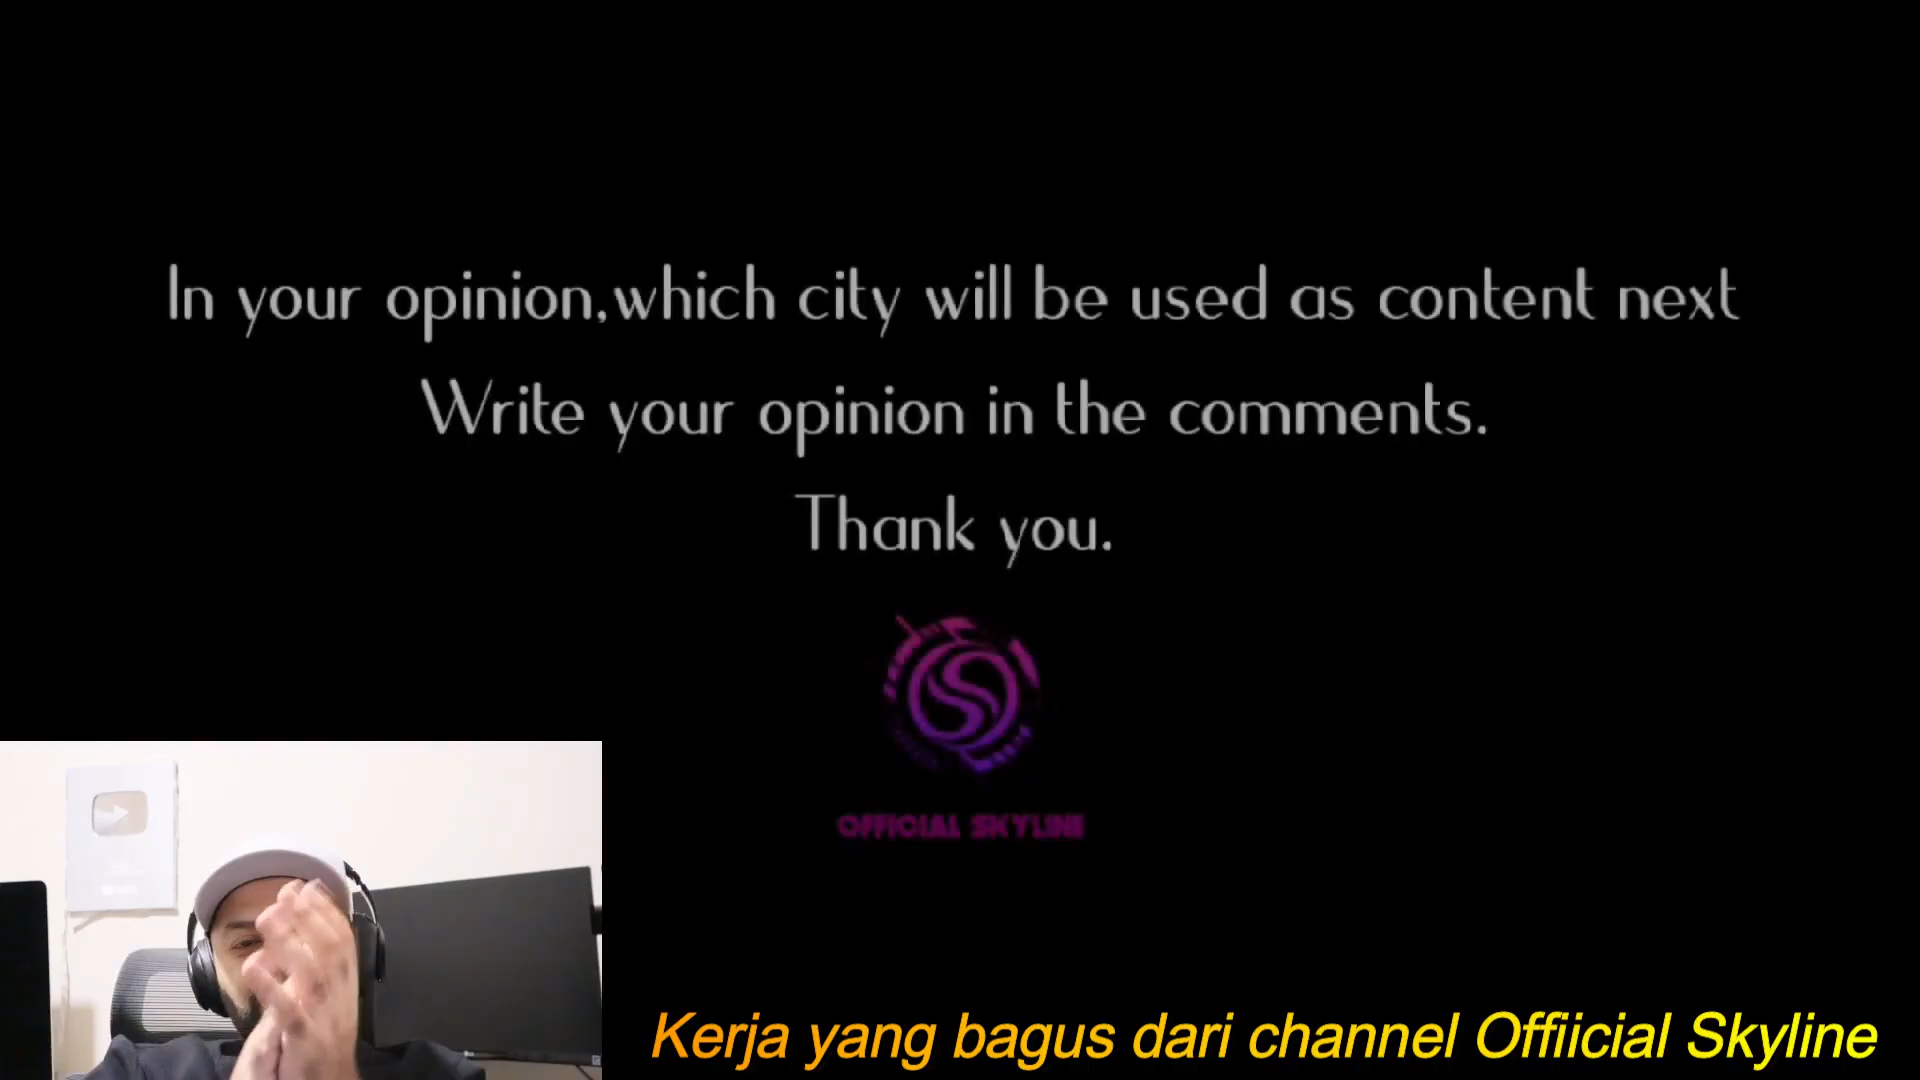 In your opinion,which city will be used as content next
Write your opinion in the comments.
Thank you.
OFFICIAL SKYLINE
Kerja yang bagus dari channel Offiicial Skyline